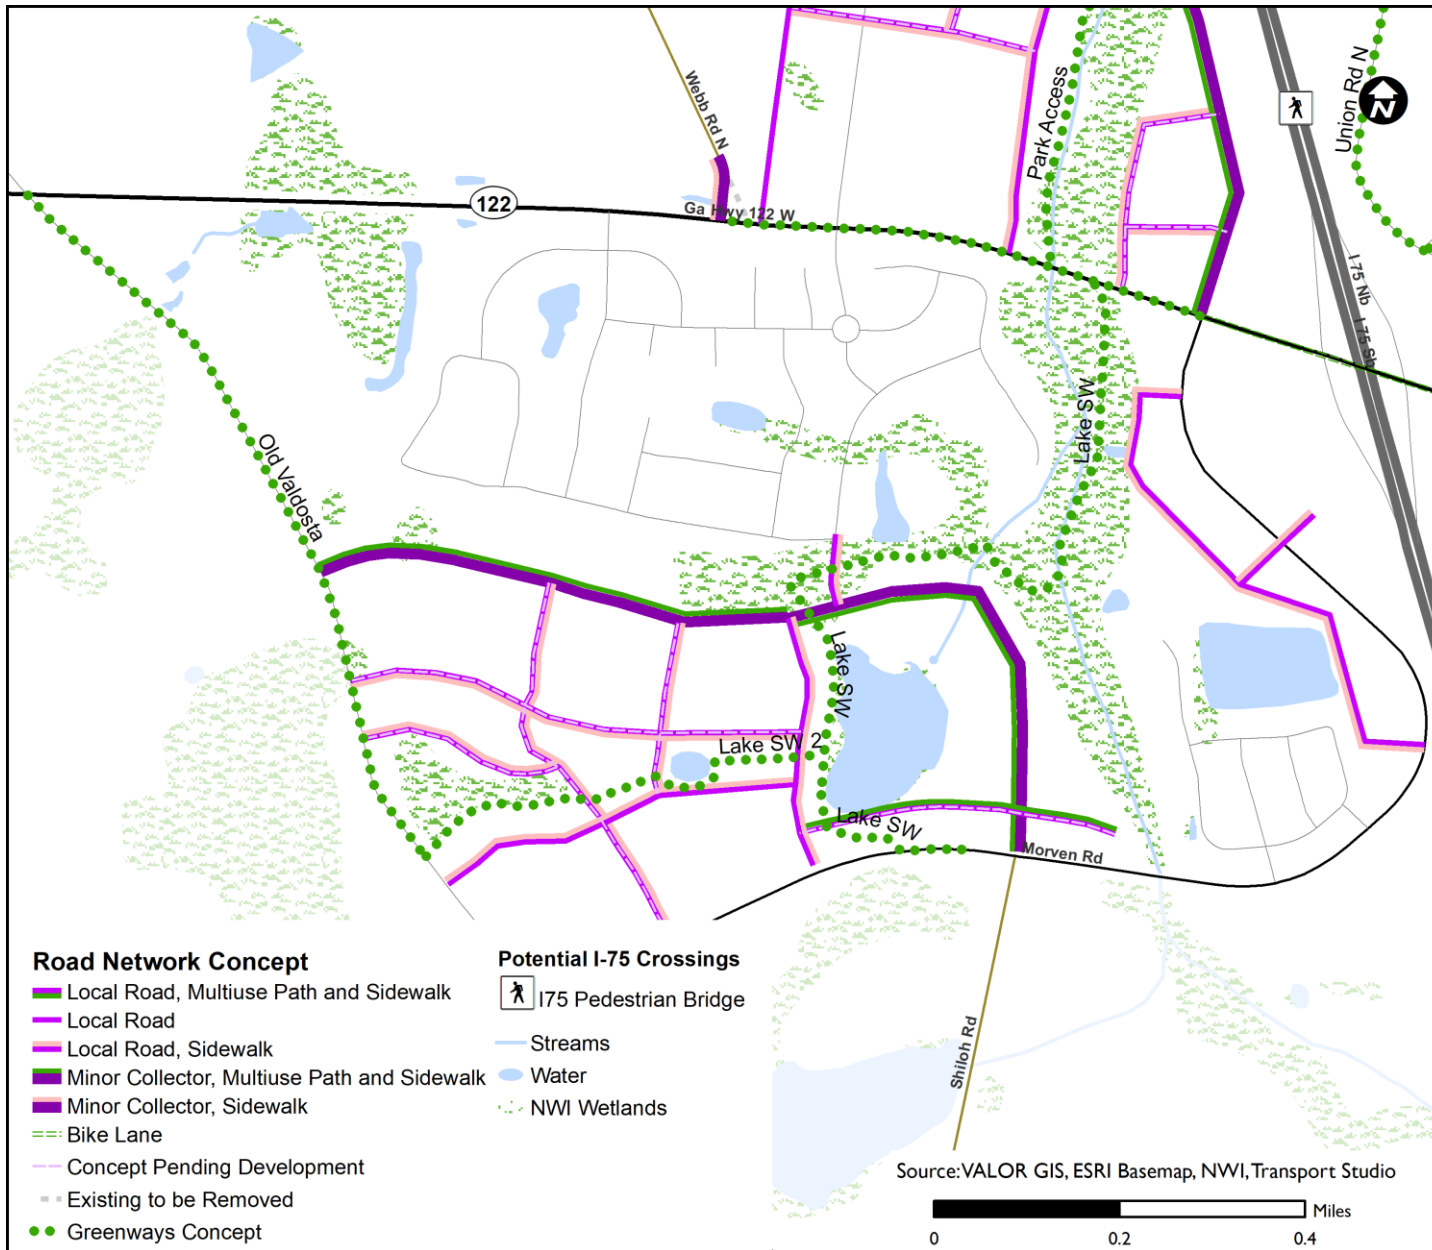 Webb Rd N
Park Access
Union Rd N
N
122
Ga Hwy 122 W
I 75 Nb
I 75 Sb
Lake SW
Old Valdosta
Lake SW
Lake SW 2
Lake SW
Morven Rd
Shiloh Rd
Road Network Concept
Local Road, Multiuse Path and Sidewalk
Local Road
Local Road, Sidewalk
Minor Collector, Multiuse Path and Sidewalk
Minor Collector, Sidewalk
Bike Lane
Concept Pending Development
Existing to be Removed
Greenways Concept
Potential I-75 Crossings
I75 Pedestrian Bridge
Streams
Water
NWI Wetlands
Source:VALOR GIS, ESRI Basemap, NWI, Transport Studio
Miles
0 0.2 0.4